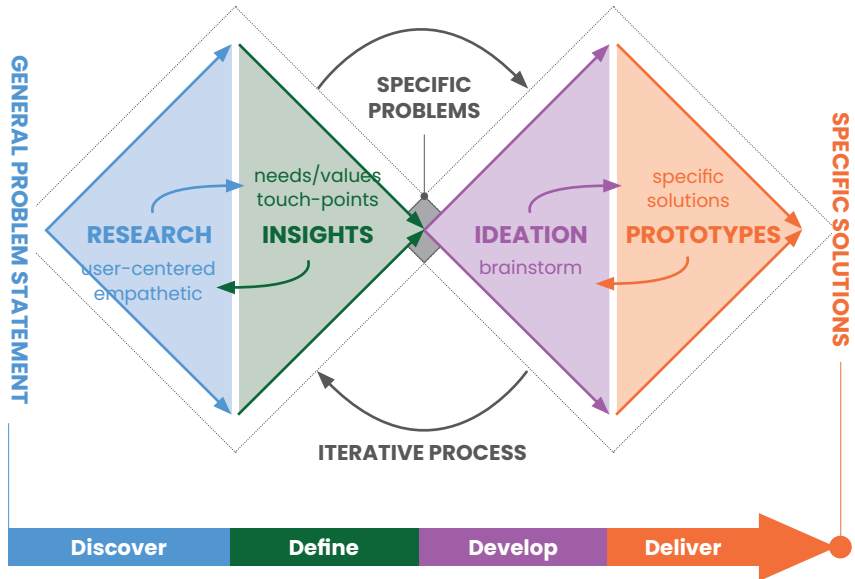 GENERAL PROBLEM STATEMENT
SPECIFIC
PROBLEMS
needs/values
touch-points
specific
solutions
RESEARCH
INSIGHTS
IDEATION
PROTOTYPES
user-centered
empathetic
brainstorm
SPECIFIC SOLUTIONS
ITERATIVE PROCESS
Discover
Define
Develop
Deliver